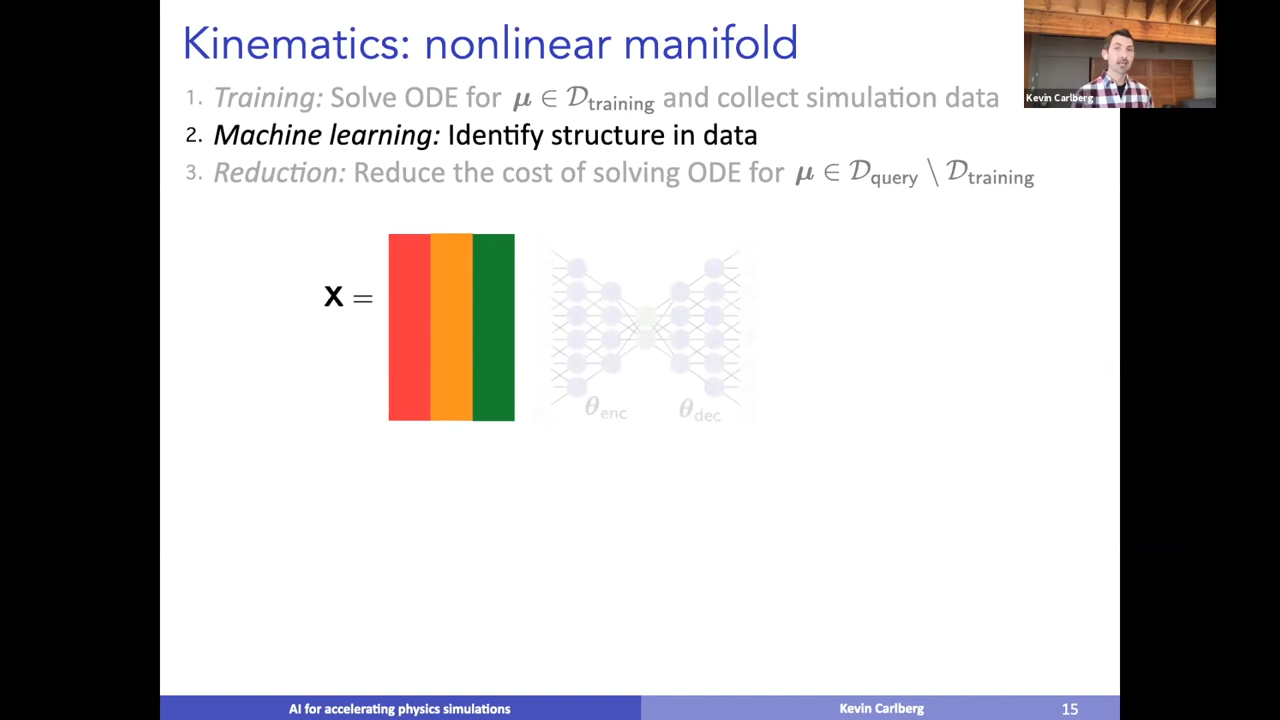 Kinematics: nonlinear manifold
1. Training: Solve ODE for μ ∈ 𝒟training and collect simulation data
2. Machine learning: Identify structure in data
3. Reduction: Reduce the cost of solving ODE for μ ∈ 𝒟query \ 𝒟training
Kevin Carlberg
X =
θenc θdec
AI for accelerating physics simulations Kevin Carlberg 15